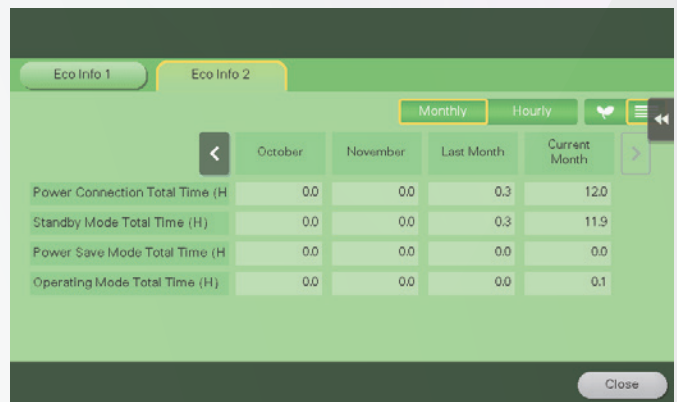 Eco Info 1 Eco Info 2
Monthly Hourly
October November Last Month Current Month
Power Connection Total Time (H 0.0 0.0 0.3 12.0
Standby Mode Total Time (H) 0.0 0.0 0.3 11.9
Power Save Mode Total Time (H 0.0 0.0 0.0 0.0
Operating Mode Total Time (H) 0.0 0.0 0.0 0.1
Close